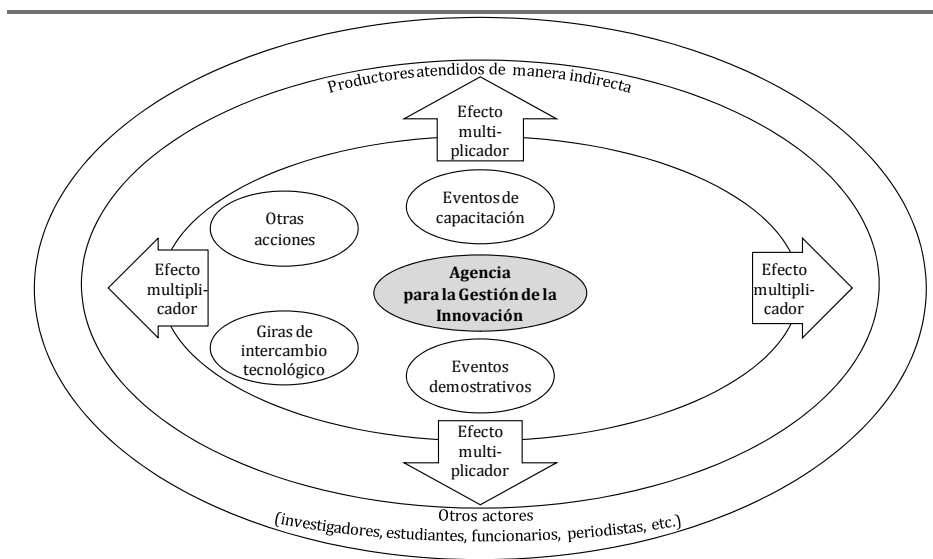 Productores atendidos de manera indirecta
Efecto
multi-
plicador
Eventos de
capacitación
Otras
acciones
Efecto
multipli-
cador
Agencia
para la Gestión de la
Innovación
Efecto
multipli-
cador
Giras de
intercambio
tecnológico
Eventos
demostrativos
Efecto
multi-
plicador
Otros actores
(investigadores, estudiantes, funcionarios, periodistas, etc.)